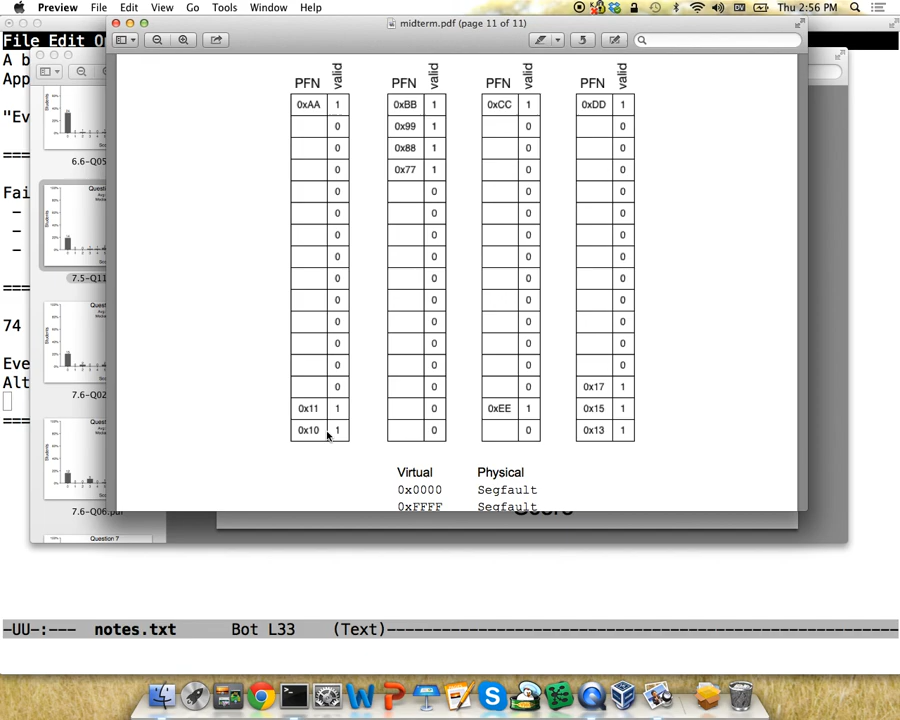 Preview File Edit View Go Tools Window Help Thu 2:56 PM
midterm.pdf (page 11 of 11)
File Edit O
A b
App
"Ev
====
Fai
-
-
-
====
74
Eve
Alt
====
6.6-Q05
Quest
7.5-Q11
Quest
7.6-Q02
Quest
7.6-Q06.pdf
Question 7
PFN valid PFN valid PFN valid PFN valid
0xAA 1 0xBB 1 0xCC 1 0xDD 1
0 0x99 1 0 0
0 0x88 1 0 0
0 0x77 1 0 0
0 0 0 0
0 0 0 0
0 0 0 0
0 0 0 0
0 0 0 0
0 0 0 0
0 0 0 0
0 0 0 0
0 0 0 0
0 0 0 0x17 1
0x11 1 0 0xEE 1 0x15 1
0x10 1 0 0 0x13 1
Virtual Physical
0x0000 Segfault
0xFFFF Segfault
-UU-:--- notes.txt Bot L33 (Text)------------------------------------------------------------